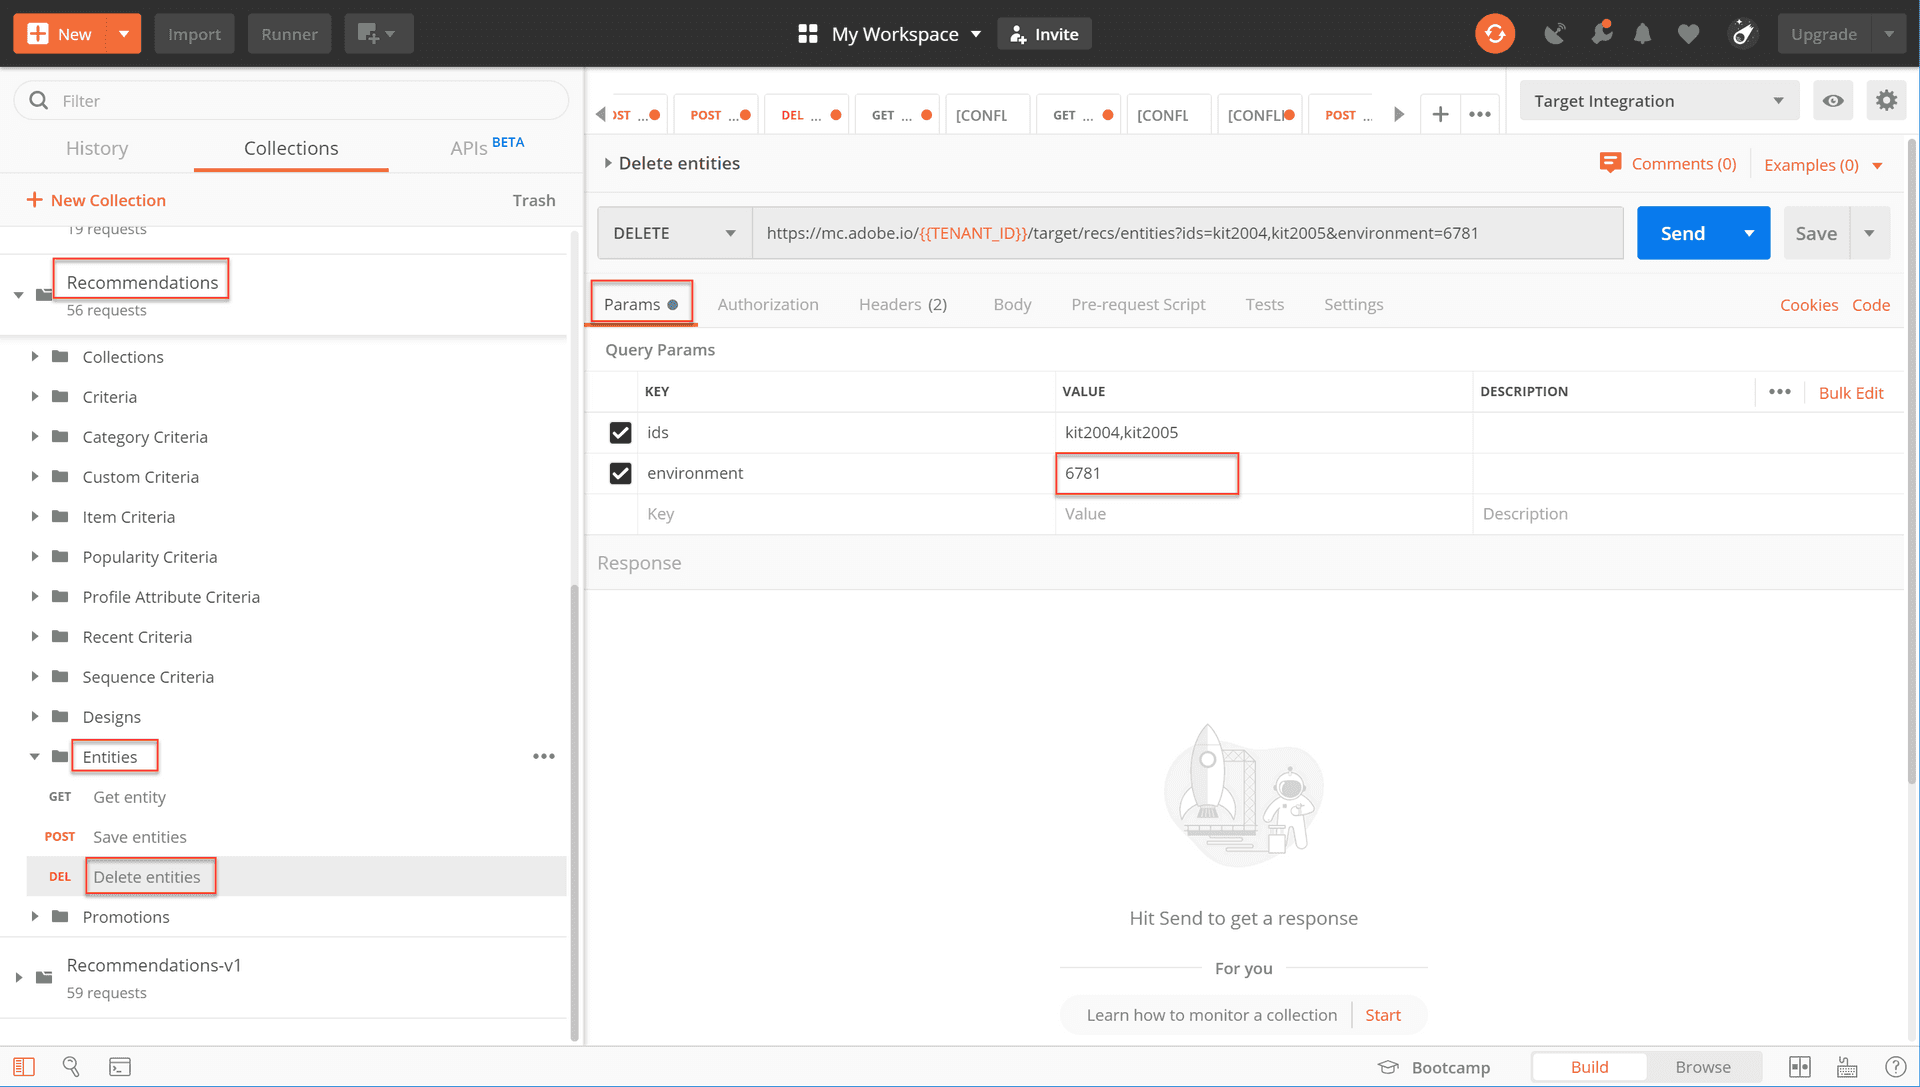 New
Import
Runner
My Workspace
Invite
Upgrade
Filter
History
Collections
APIs BETA
New Collection
Trash
19 requests
Recommendations
56 requests
Collections
Criteria
Category Criteria
Custom Criteria
Item Criteria
Popularity Criteria
Profile Attribute Criteria
Recent Criteria
Sequence Criteria
Designs
Entities
GET Get entity
POST Save entities
DEL Delete entities
Promotions
Recommendations-v1
59 requests
OST ... POST ... DEL ... GET ... [CONFL GET ... [CONFL [CONFLI POST ...
Target Integration
Delete entities
Comments (0)
Examples (0)
DELETE
https://mc.adobe.io/{{TENANT_ID}}/target/recs/entities?ids=kit2004,kit2005&environment=6781
Send
Save
Params
Authorization
Headers (2)
Body
Pre-request Script
Tests
Settings
Cookies
Code
Query Params
KEY VALUE DESCRIPTION
Bulk Edit
ids kit2004,kit2005
environment 6781
Key Value Description
Response
Hit Send to get a response
For you
Learn how to monitor a collection
Start
Bootcamp
Build
Browse